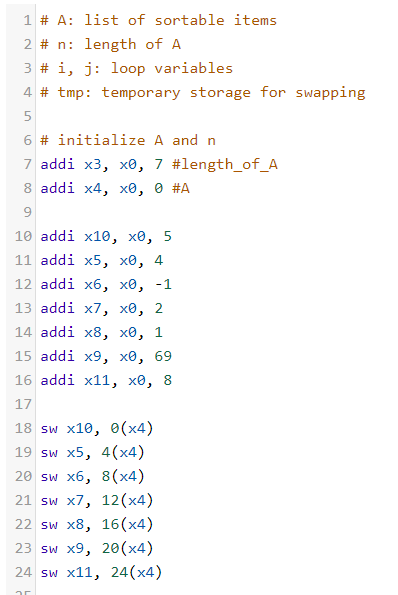 1 # A: list of sortable items
2 # n: length of A
3 # i, j: loop variables
4 # tmp: temporary storage for swapping
5
6 # initialize A and n
7 addi x3, x0, 7 #length_of_A
8 addi x4, x0, 0 #A
9
10 addi x10, x0, 5
11 addi x5, x0, 4
12 addi x6, x0, -1
13 addi x7, x0, 2
14 addi x8, x0, 1
15 addi x9, x0, 69
16 addi x11, x0, 8
17
18 sw x10, 0(x4)
19 sw x5, 4(x4)
20 sw x6, 8(x4)
21 sw x7, 12(x4)
22 sw x8, 16(x4)
23 sw x9, 20(x4)
24 sw x11, 24(x4)